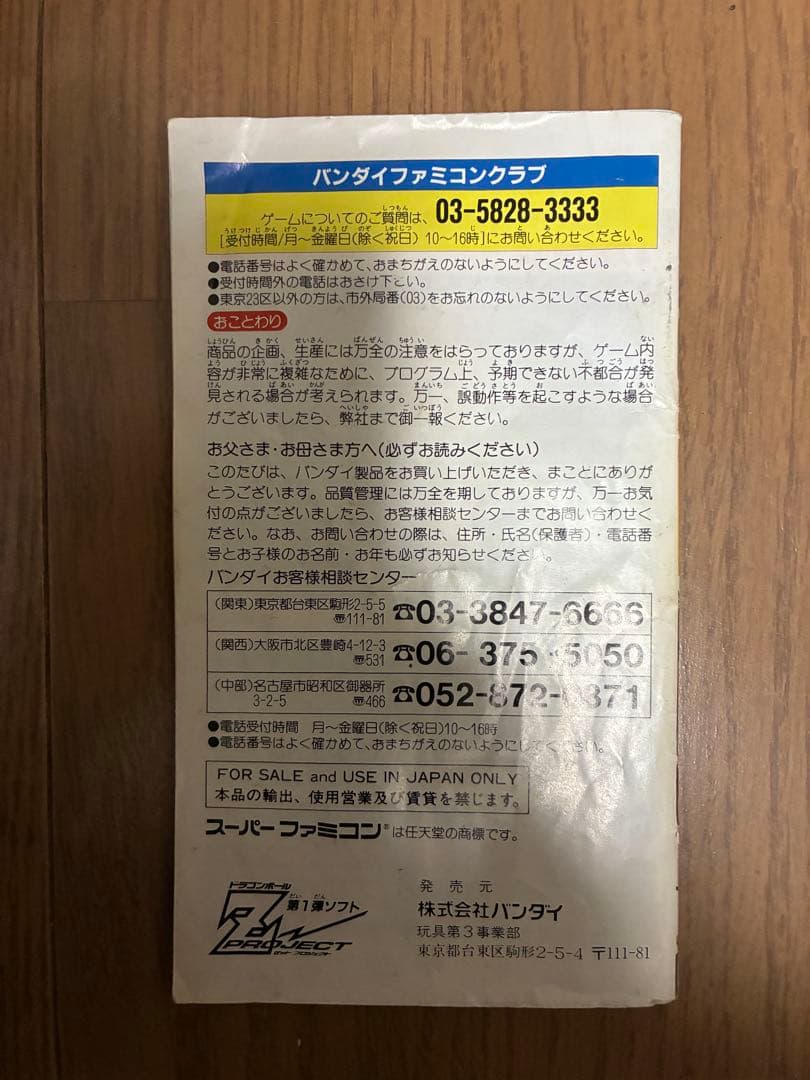 バンダイファミコンクラブ
ゲームについてのご質問は、03-5828-3333
[受付時間/月〜金曜日(除く祝日) 10〜16時]にお問い合わせください。
●電話番号はよく確かめて、おまちがえのないようにしてください。
●受付時間外の電話はおさけ下さい。
●東京23区以外の方は、市外局番(03)をお忘れのないようにしてください。
おことわり
商品の企画、生産には万全の注意をはらっておりますが、ゲーム内
容が非常に複雑なために、プログラム上、予期できない不都合が発
見される場合が考えられます。万一、誤動作等を起こすような場合
がございましたら、弊社まで御一報ください。
お父さま・お母さま方へ(必ずお読みください)
このたびは、バンダイ製品をお買い上げいただき、まことにありが
とうございます。品質管理には万全を期しておりますが、万一お気
付の点がございましたら、お客様相談センターまでお問い合わせく
ださい。なお、お問い合わせの際は、住所・氏名(保護者)・電話番
号とお子様のお名前・お年も必ずお知らせください。
バンダイお客様相談センター
(関東)東京都台東区駒形2-5-5
〠111-81 ☎03-3847-6666
(関西)大阪市北区豊崎4-12-3
〠531 ☎06-375-5050
(中部)名古屋市昭和区御器所
3-2-5 〠466 ☎052-872-0371
●電話受付時間 月〜金曜日(除く祝日)10〜16時
●電話番号はよく確かめて、おまちがえのないようにしてください。
FOR SALE and USE IN JAPAN ONLY
本品の輸出、使用営業及び賃貸を禁じます。
スーパーファミコン®は任天堂の商標です。
ドラゴンボール
第1弾ソフト
Z PROJECT
ゼット プロジェクト
発売元
株式会社バンダイ
玩具第3事業部
東京都台東区駒形2-5-4 〒111-81